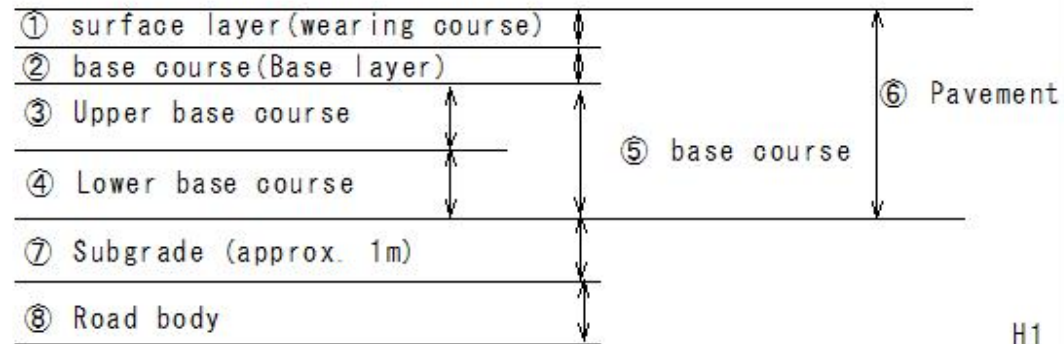 ① surface layer(wearing course)
② base course(Base layer)
③ Upper base course
⑥ Pavement
⑤ base course
④ Lower base course
⑦ Subgrade (approx. 1m)
⑧ Road body
H1